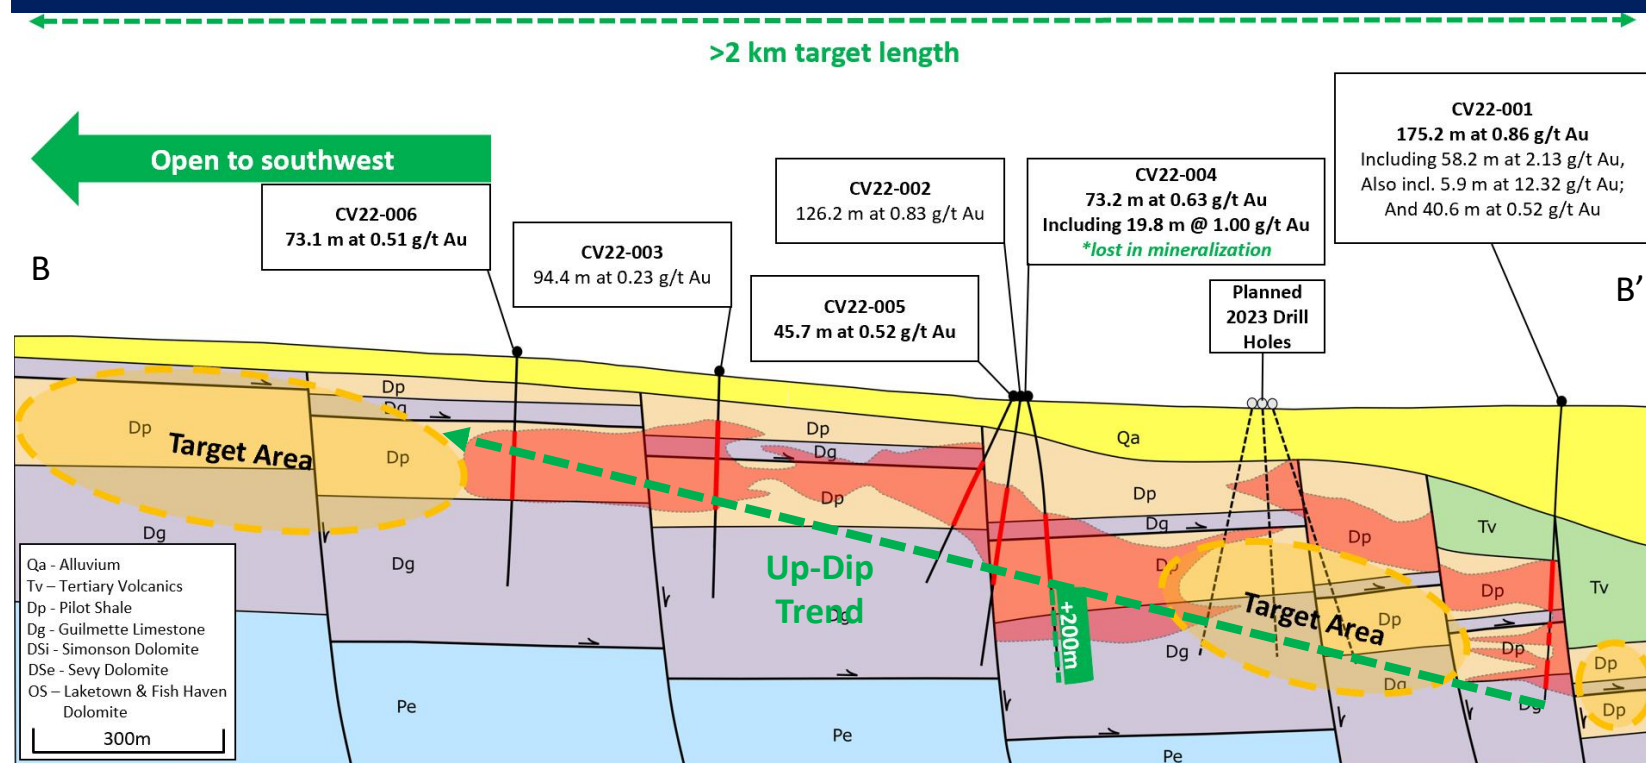 >2 km target length
Open to southwest
CV22-001
175.2 m at 0.86 g/t Au
Including 58.2 m at 2.13 g/t Au,
Also incl. 5.9 m at 12.32 g/t Au;
And 40.6 m at 0.52 g/t Au
CV22-002
126.2 m at 0.83 g/t Au
CV22-004
73.2 m at 0.63 g/t Au
Including 19.8 m @ 1.00 g/t Au
*lost in mineralization
CV22-006
73.1 m at 0.51 g/t Au
CV22-003
94.4 m at 0.23 g/t Au
CV22-005
45.7 m at 0.52 g/t Au
Planned
2023 Drill
Holes
B
B’
Dp
Dg
Dp
Target Area
Dp
Dg
Dg
Pe
Dp
Dg
Dp
Up-Dip
Trend
Dg
Pe
Qa
Dp
Dg
Dp
+200m
Dg
Pe
Target Area
Dp
Dp
Dg
Tv
Tv
Dp
Dp
Dg
Dp
Dp
Qa - Alluvium
Tv – Tertiary Volcanics
Dp - Pilot Shale
Dg - Guilmette Limestone
DSi - Simonson Dolomite
DSe - Sevy Dolomite
OS – Laketown & Fish Haven
Dolomite
300m